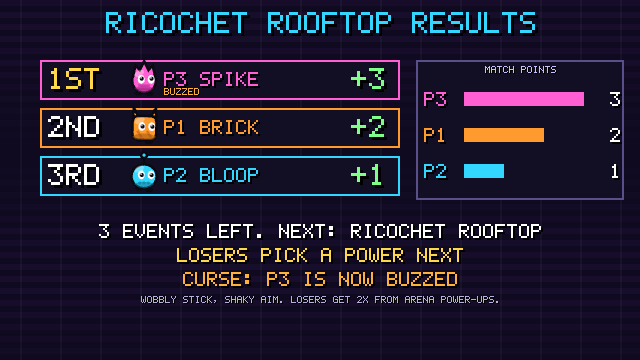 RICOCHET ROOFTOP RESULTS
1ST P3 SPIKE +3
BUZZED
2ND P1 BRICK +2
3RD P2 BLOOP +1
MATCH POINTS
P3 3
P1 2
P2 1
3 EVENTS LEFT. NEXT: RICOCHET ROOFTOP
LOSERS PICK A POWER NEXT
CURSE: P3 IS NOW BUZZED
WOBBLY STICK, SHAKY AIM. LOSERS GET 2X FROM ARENA POWER-UPS.